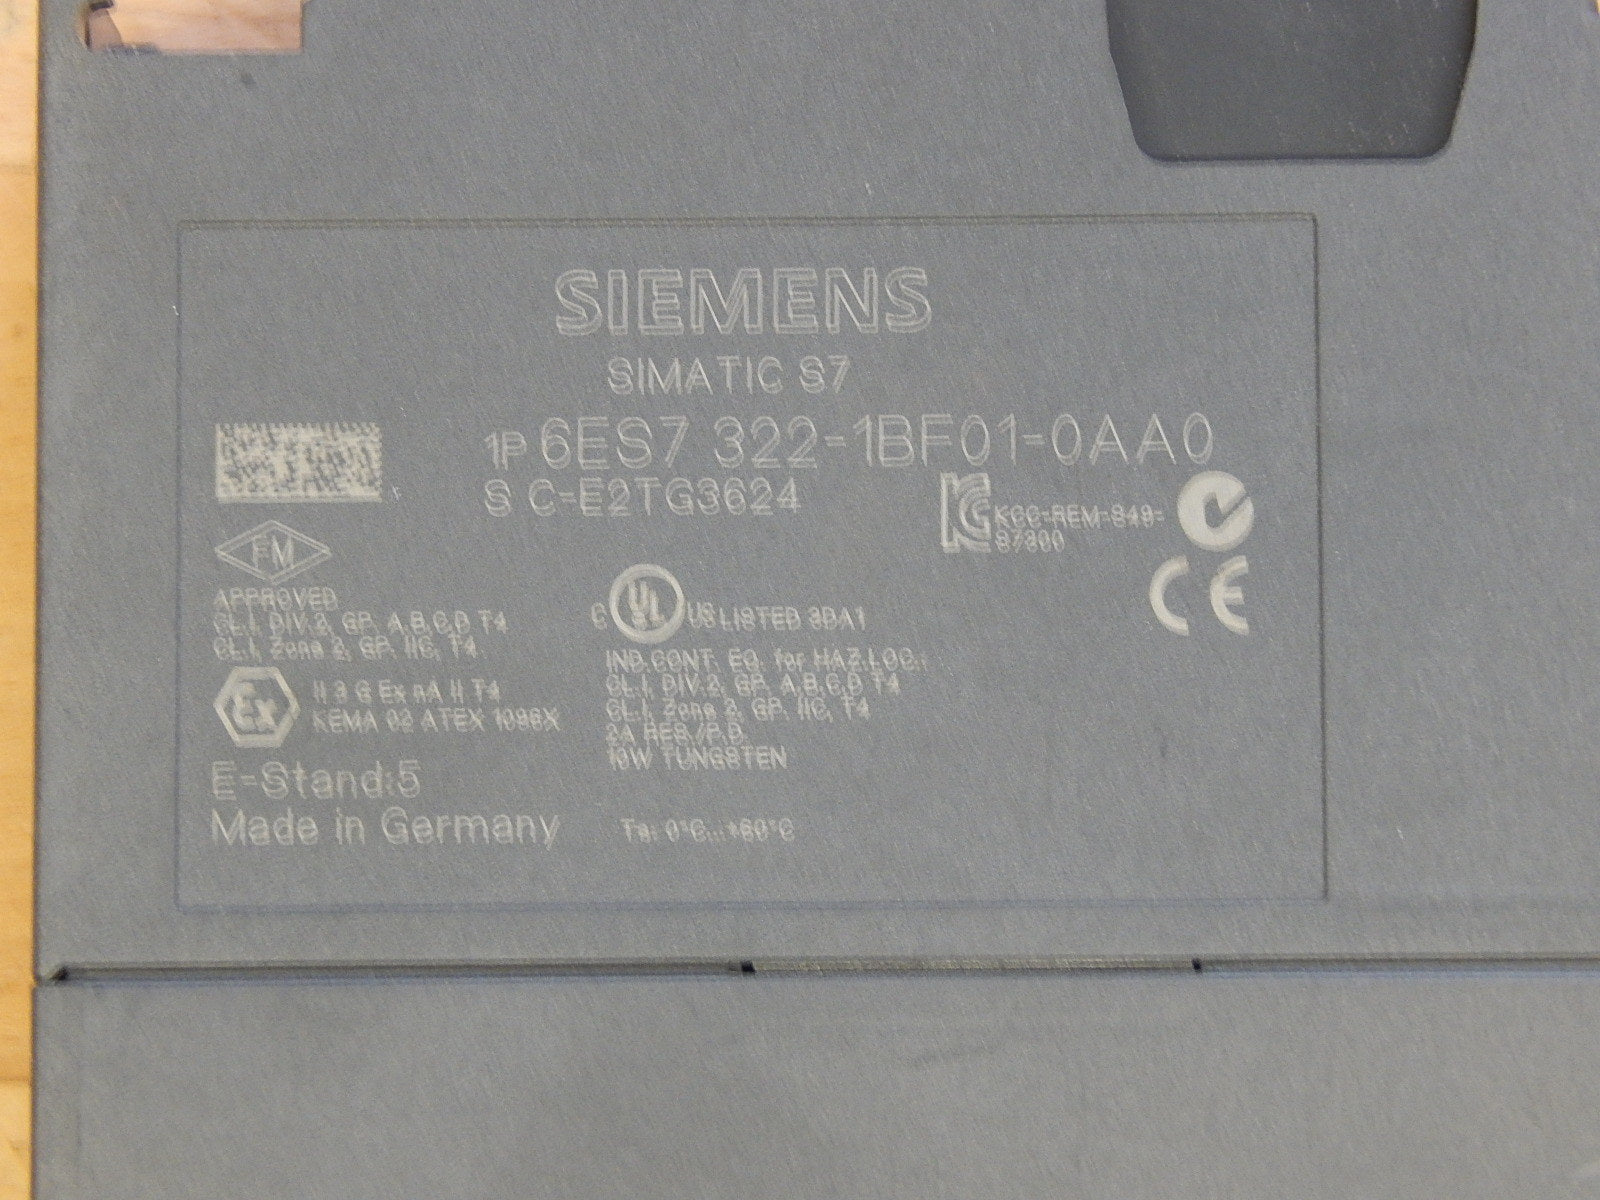 SIEMENS
SIMATIC S7
1P 6ES7 322-1BF01-0AA0
S C-E2TG3624
KCC-REM-S49-
S7300
FM
APPROVED
CL.I, DIV.2, GP. A,B,C,D T4
CL.I, Zone 2, GP. IIC, T4
Ex
II 3 G Ex nA II T4
KEMA 02 ATEX 1096X
C UL US LISTED 3DA1
IND.CONT. EQ. for HAZ.LOC.:
CL.I, DIV.2, GP. A,B,C,D T4
CL.I, Zone 2, GP. IIC, T4
2A RES./P.D.
10W TUNGSTEN
CE
E-Stand:5
Made in Germany
Ta: 0°C...+60°C